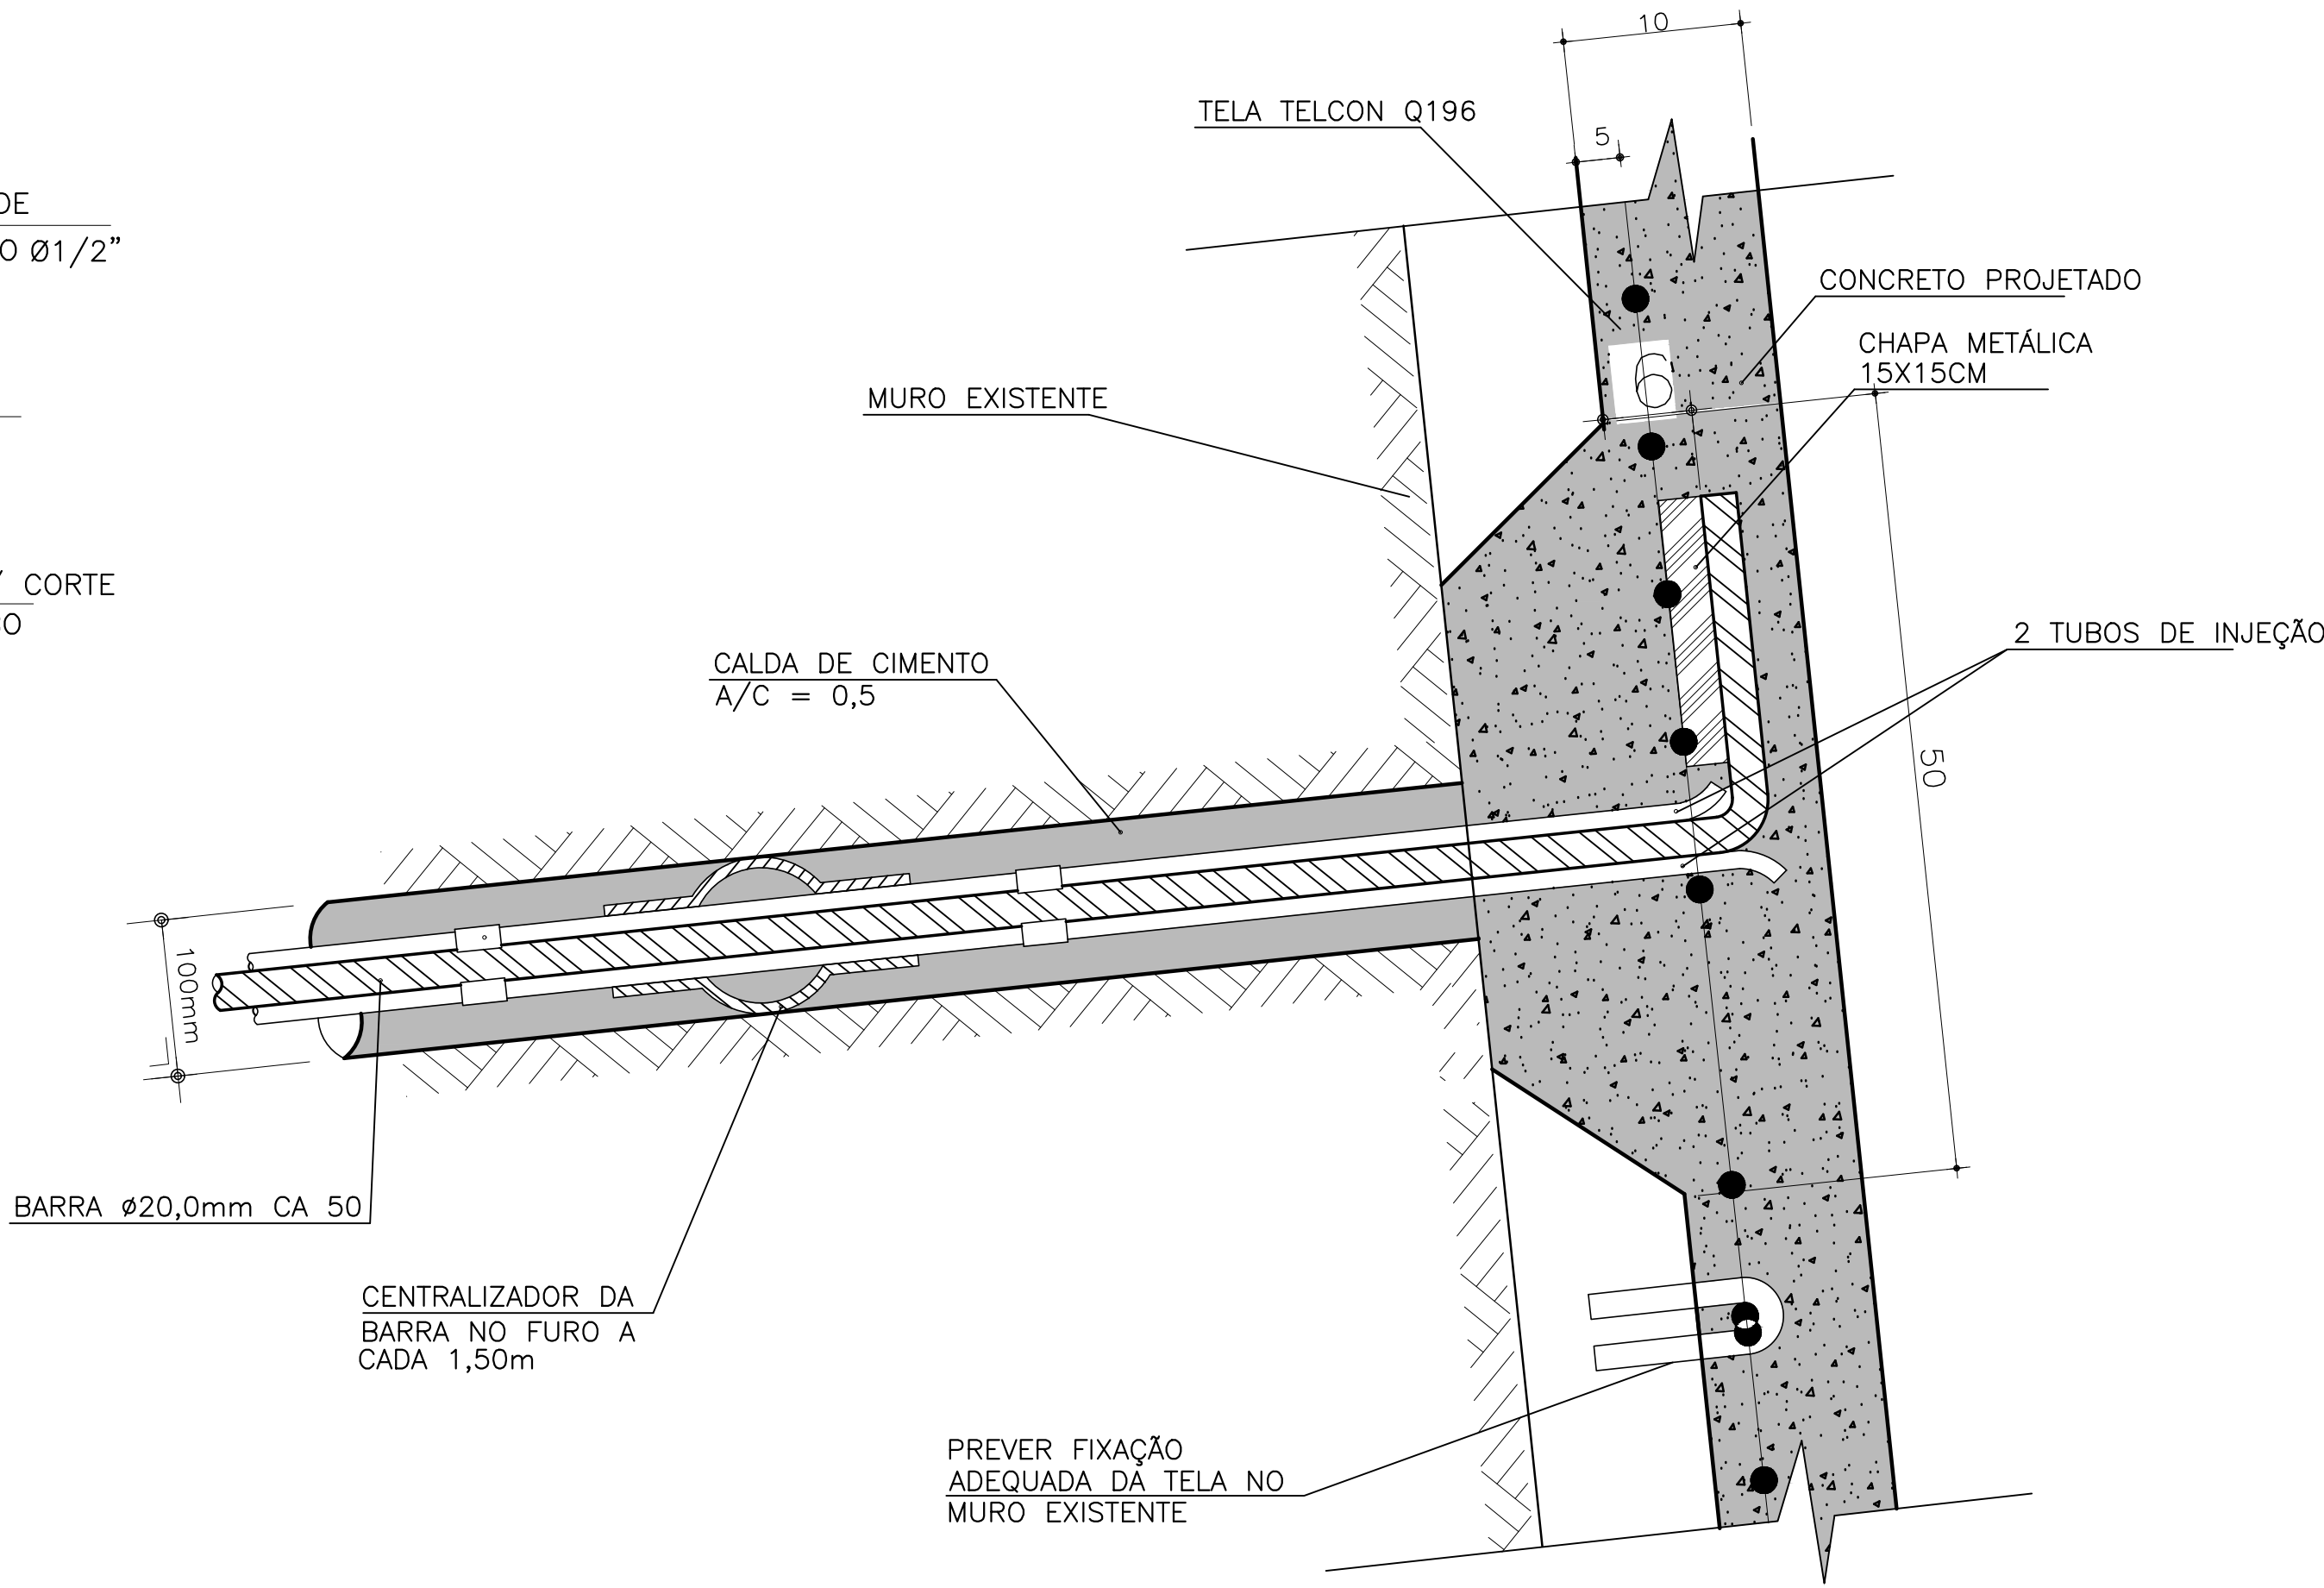 10
TELA TELCON Q196
5
DE
O Ø1/2”
CONCRETO PROJETADO
CHAPA METÁLICA
15X15CM
6
MURO EXISTENTE
/ CORTE
2 TUBOS DE INJEÇÃO
CALDA DE CIMENTO
A/C = 0,5
50
100mm
BARRA ø20,0mm CA 50
CENTRALIZADOR DA
BARRA NO FURO A
CADA 1,50m
PREVER FIXAÇÃO
ADEQUADA DA TELA NO
MURO EXISTENTE